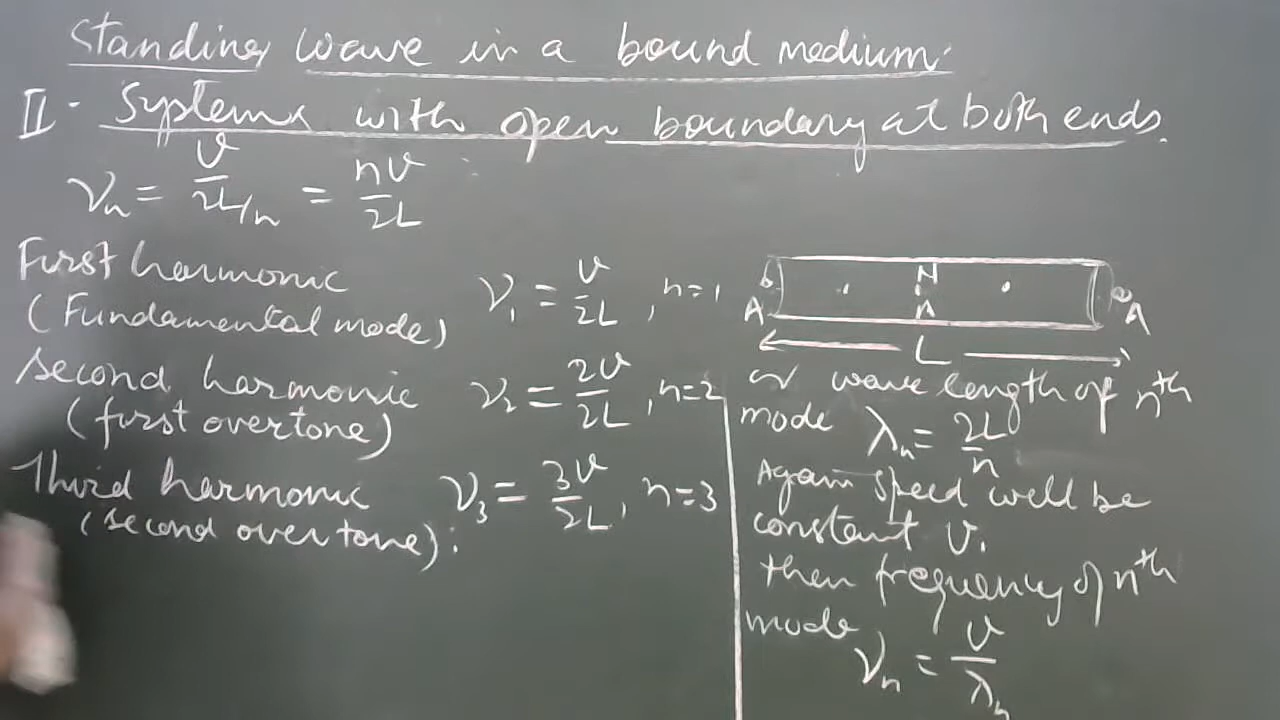 Standing wave in a bound medium.
II. Systems with open boundary at both ends.
νn = v/2L/n = nv/2L
First harmonic ν1 = v/2L, n=1
(Fundamental mode)
Second harmonic ν2 = 2v/2L, n=2
(first overtone)
Third harmonic ν3 = 3v/2L, n=3
(second overtone):
N
A A
L
or wavelength of nth
mode λn = 2L/n
Again speed will be
constant v.
then frequency of nth
mode
νn = v/λn